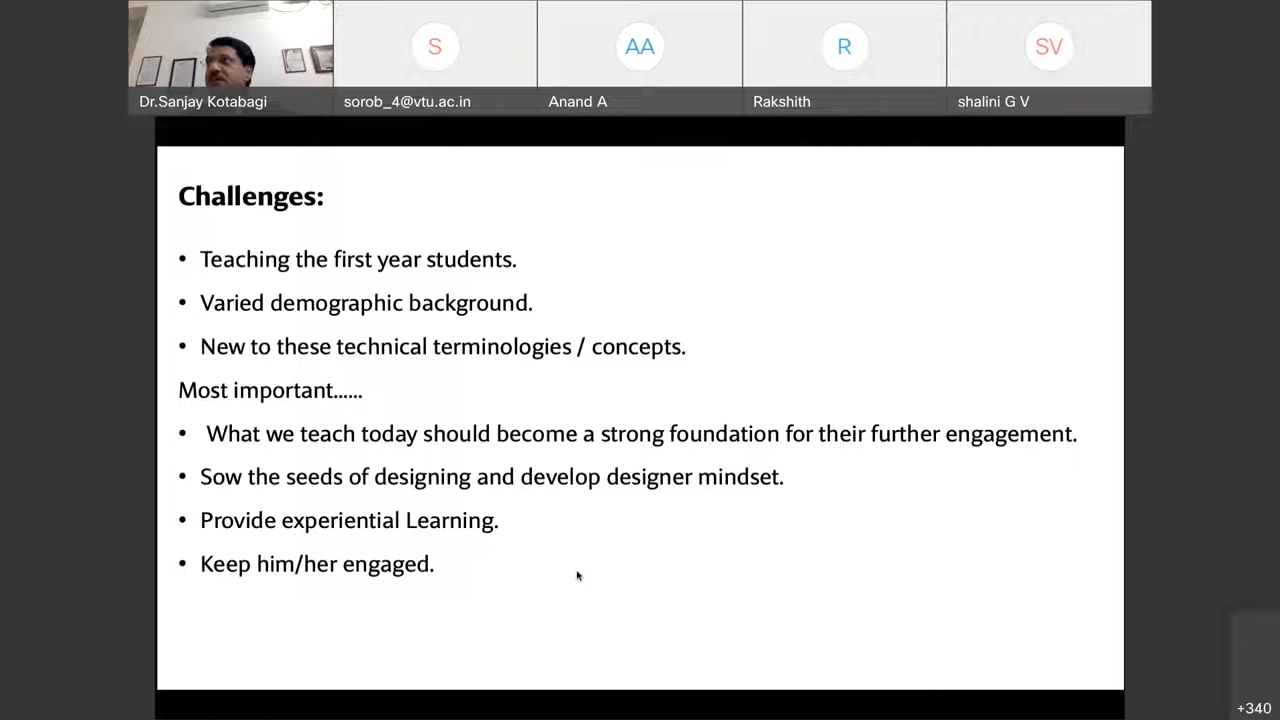 S
AA
R
SV
Dr.Sanjay Kotabagi
sorob_4@vtu.ac.in
Anand A
Rakshith
shalini G V
Challenges:
• Teaching the first year students.
• Varied demographic background.
• New to these technical terminologies / concepts.
Most important......
• What we teach today should become a strong foundation for their further engagement.
• Sow the seeds of designing and develop designer mindset.
• Provide experiential Learning.
• Keep him/her engaged.
+340